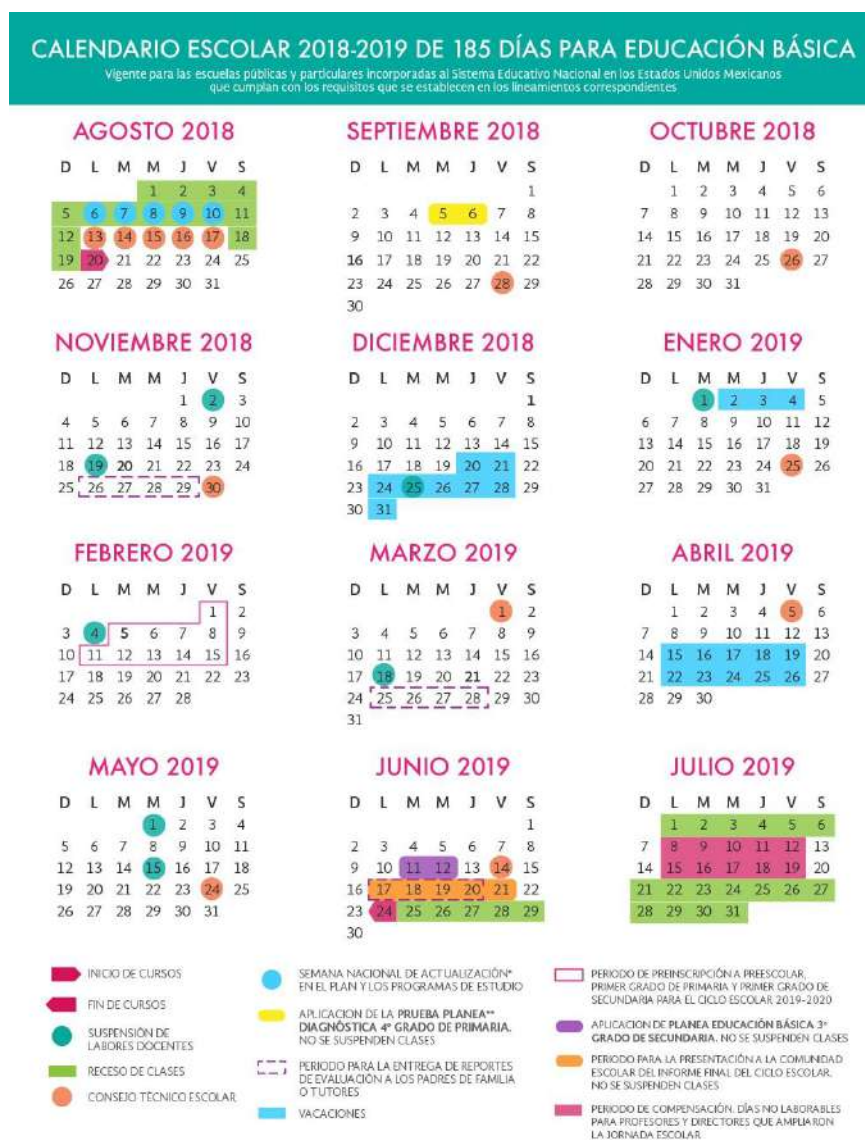 CALENDARIO ESCOLAR 2018-2019 DE 185 DÍAS PARA EDUCACIÓN BÁSICA
Vigente para las escuelas públicas y particulares incorporadas al Sistema Educativo Nacional en los Estados Unidos Mexicanos
que cumplan con los requisitos que se establecen en los lineamientos correspondientes
AGOSTO 2018
D L M M J V S
1 2 3 4
5 6 7 8 9 10 11
12 13 14 15 16 17 18
19 20 21 22 23 24 25
26 27 28 29 30 31
SEPTIEMBRE 2018
D L M M J V S
1
2 3 4 5 6 7 8
9 10 11 12 13 14 15
16 17 18 19 20 21 22
23 24 25 26 27 28 29
30
OCTUBRE 2018
D L M M J V S
1 2 3 4 5 6
7 8 9 10 11 12 13
14 15 16 17 18 19 20
21 22 23 24 25 26 27
28 29 30 31
NOVIEMBRE 2018
D L M M J V S
1 2 3
4 5 6 7 8 9 10
11 12 13 14 15 16 17
18 19 20 21 22 23 24
25 26 27 28 29 30
DICIEMBRE 2018
D L M M J V S
1
2 3 4 5 6 7 8
9 10 11 12 13 14 15
16 17 18 19 20 21 22
23 24 25 26 27 28 29
30 31
ENERO 2019
D L M M J V S
1 2 3 4 5
6 7 8 9 10 11 12
13 14 15 16 17 18 19
20 21 22 23 24 25 26
27 28 29 30 31
FEBRERO 2019
D L M M J V S
1 2
3 4 5 6 7 8 9
10 11 12 13 14 15 16
17 18 19 20 21 22 23
24 25 26 27 28
MARZO 2019
D L M M J V S
1 2
3 4 5 6 7 8 9
10 11 12 13 14 15 16
17 18 19 20 21 22 23
24 25 26 27 28 29 30
31
ABRIL 2019
D L M M J V S
1 2 3 4 5 6
7 8 9 10 11 12 13
14 15 16 17 18 19 20
21 22 23 24 25 26 27
28 29 30
MAYO 2019
D L M M J V S
1 2 3 4
5 6 7 8 9 10 11
12 13 14 15 16 17 18
19 20 21 22 23 24 25
26 27 28 29 30 31
JUNIO 2019
D L M M J V S
1
2 3 4 5 6 7 8
9 10 11 12 13 14 15
16 17 18 19 20 21 22
23 24 25 26 27 28 29
30
JULIO 2019
D L M M J V S
1 2 3 4 5 6
7 8 9 10 11 12 13
14 15 16 17 18 19 20
21 22 23 24 25 26 27
28 29 30 31
INICIO DE CURSOS
FIN DE CURSOS
SUSPENSIÓN DE
LABORES DOCENTES
RECESO DE CLASES
CONSEJO TÉCNICO ESCOLAR
SEMANA NACIONAL DE ACTUALIZACIÓN*
EN EL PLAN Y LOS PROGRAMAS DE ESTUDIO
APLICACION DE LA PRUEBA PLANEA**
DIAGNÓSTICA 4º GRADO DE PRIMARIA.
NO SE SUSPENDEN CLASES
PERIODO PARA LA ENTREGA DE REPORTES
DE EVALUACIÓN A LOS PADRES DE FAMILIA
O TUTORES
VACACIONES
PERIODO DE PREINSCRIPCIÓN A PREESCOLAR,
PRIMER GRADO DE PRIMARIA Y PRIMER GRADO DE
SECUNDARIA PARA EL CICLO ESCOLAR 2019-2020
APLICACION DE PLANEA EDUCACIÓN BÁSICA 3º
GRADO DE SECUNDARIA. NO SE SUSPENDEN CLASES
PERIODO PARA LA PRESENTACIÓN A LA COMUNIDAD
ESCOLAR DEL INFORME FINAL DEL CICLO ESCOLAR.
NO SE SUSPENDEN CLASES
PERIODO DE COMPENSACIÓN. DÍAS NO LABORABLES
PARA PROFESORES Y DIRECTORES QUE AMPLIARON
LA JORNADA ESCOLAR